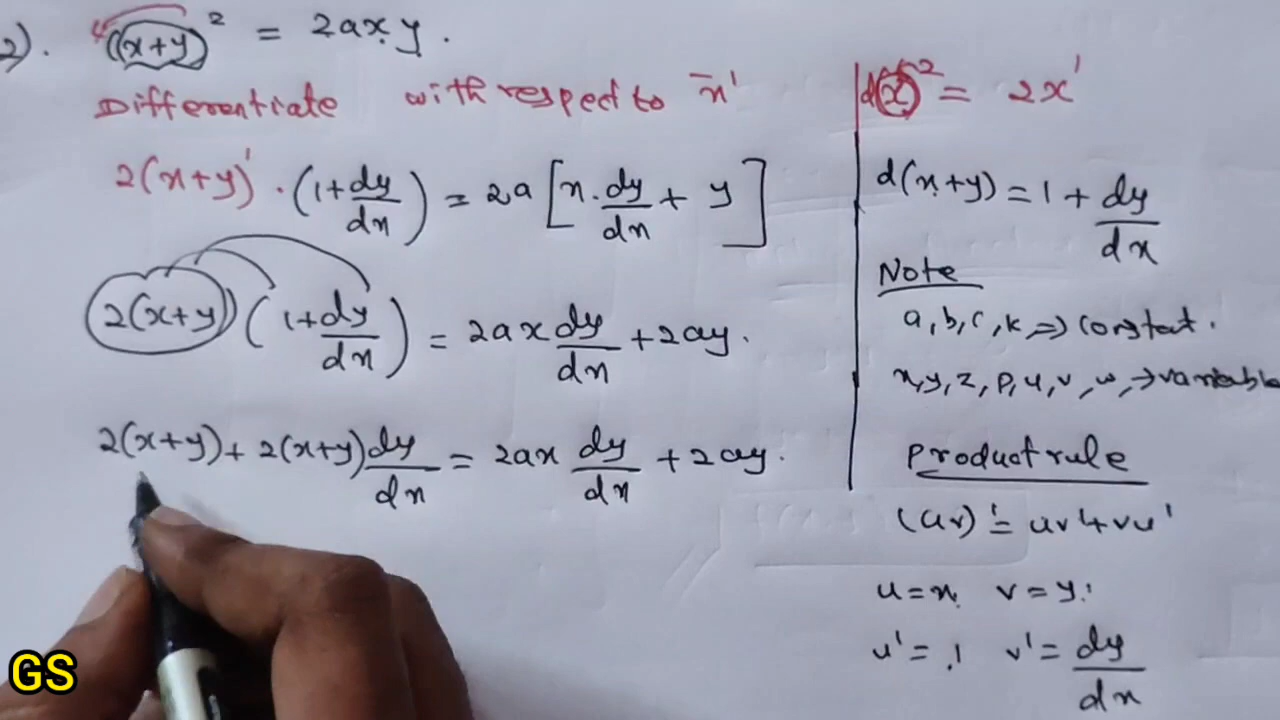 2). (x+y)² = 2axy.
Differentiate with respect to 'x'
2(x+y)¹ · (1+dy/dx) = 2a [x·dy/dx + y]
2(x+y)(1+dy/dx) = 2ax dy/dx + 2ay.
2(x+y) + 2(x+y) dy/dx = 2ax dy/dx + 2ay.
d(x)² = 2x¹
d(x+y) = 1 + dy/dx
Note
a, b, c, k, => constant.
x, y, z, p, u, v, w, → variable
product rule
(uv)' = uv' + vu'
u = x. v = y.
u' = .1 v' = dy/dx
GS